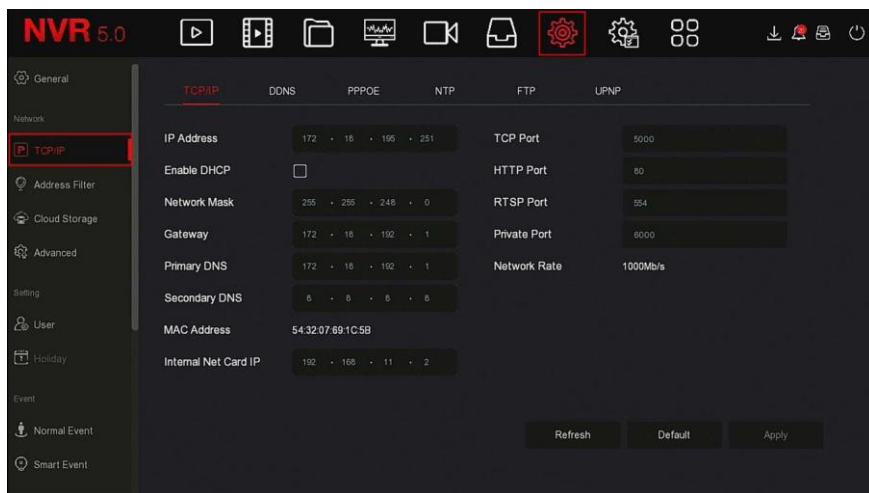 NVR 5.0
General
Network
TCP/IP
Address Filter
Cloud Storage
Advanced
Setting
User
Holiday
Event
Normal Event
Smart Event
TCP/IP DDNS PPPOE NTP FTP UPNP
IP Address 172 . 18 . 195 . 251 TCP Port 5000
Enable DHCP HTTP Port 80
Network Mask 255 . 255 . 248 . 0 RTSP Port 554
Gateway 172 . 18 . 192 . 1 Private Port 6000
Primary DNS 172 . 18 . 192 . 1 Network Rate 1000Mb/s
Secondary DNS 8 . 8 . 8 . 8
MAC Address 54:32:07:69:1C:5B
Internal Net Card IP 192 . 168 . 11 . 2
Refresh Default Apply